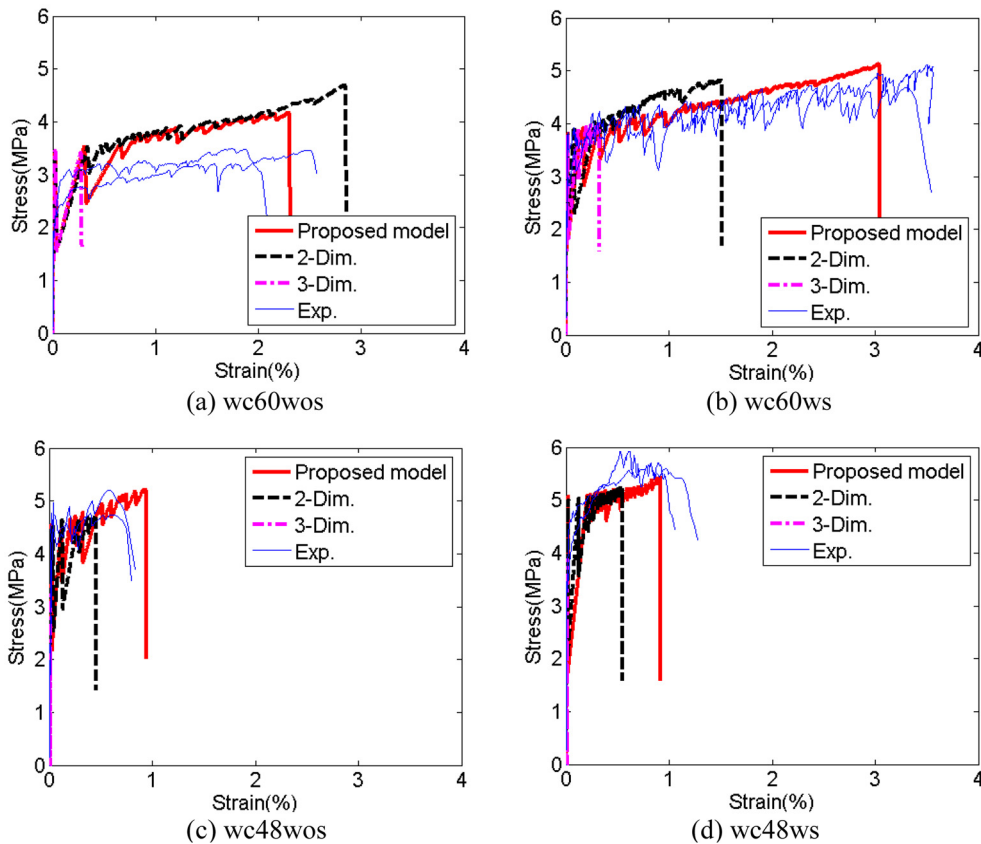 6
5
4
3
2
1
0
Stress(MPa)
Proposed model
2-Dim.
3-Dim.
Exp.
0 1 2 3 4
Strain(%)
(a) wc60wos
6
5
4
3
2
1
0
Stress(MPa)
Proposed model
2-Dim.
3-Dim.
Exp.
0 1 2 3 4
Strain(%)
(b) wc60ws
6
5
4
3
2
1
0
Stress(MPa)
Proposed model
2-Dim.
3-Dim.
Exp.
0 1 2 3 4
Strain(%)
(c) wc48wos
6
5
4
3
2
1
0
Stress(MPa)
Proposed model
2-Dim.
3-Dim.
Exp.
0 1 2 3 4
Strain(%)
(d) wc48ws